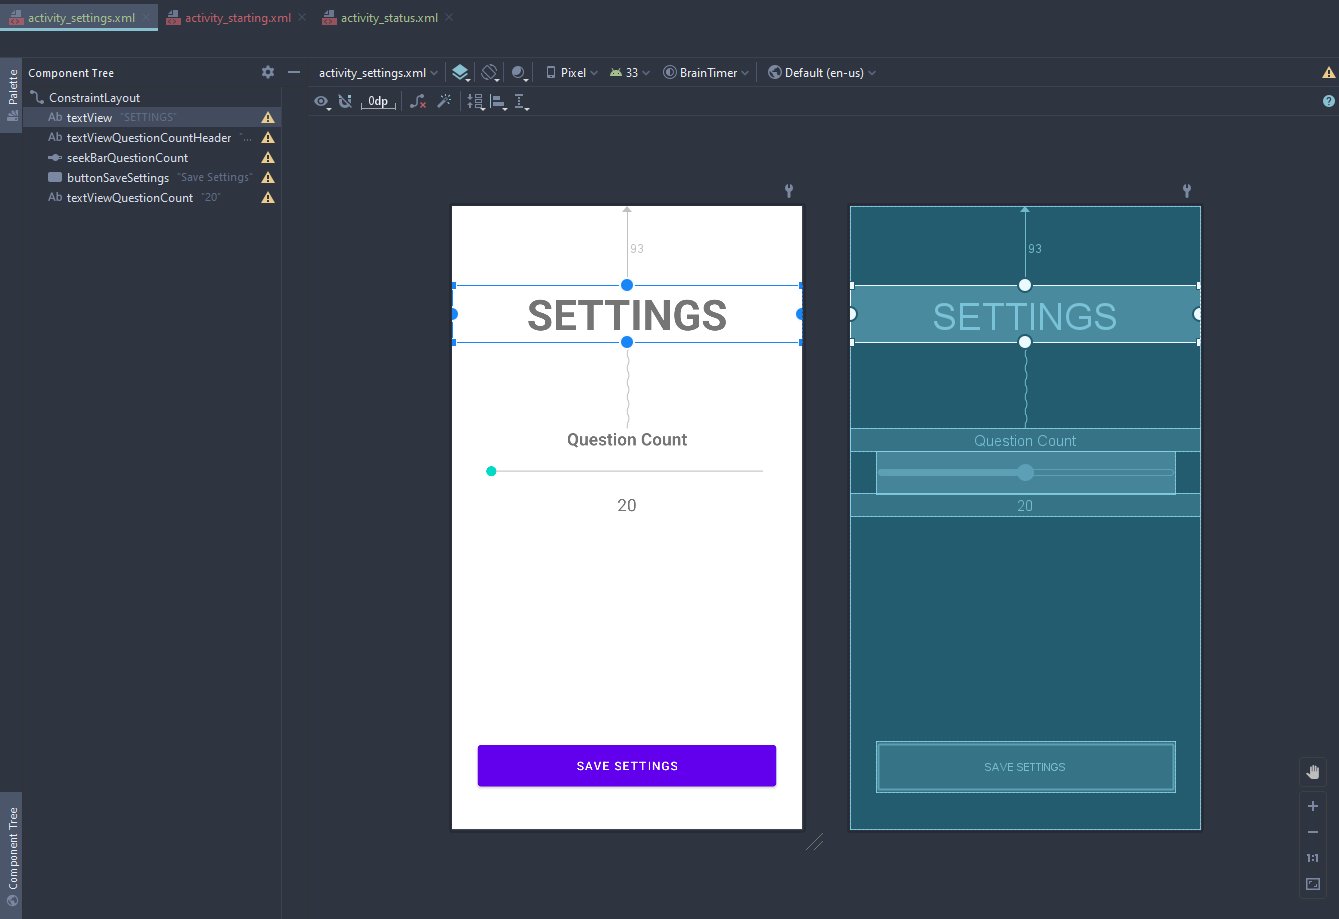 activity_settings.xml
activity_starting.xml
activity_status.xml
Palette
Component Tree
activity_settings.xml
Pixel
33
BrainTimer
Default (en-us)
ConstraintLayout
0dp
Ab textView "SETTINGS"
Ab textViewQuestionCountHeader "...
seekBarQuestionCount
buttonSaveSettings "Save Settings"
Ab textViewQuestionCount "20"
93
SETTINGS
Question Count
20
SAVE SETTINGS
93
SETTINGS
Question Count
20
SAVE SETTINGS
Component Tree
1:1